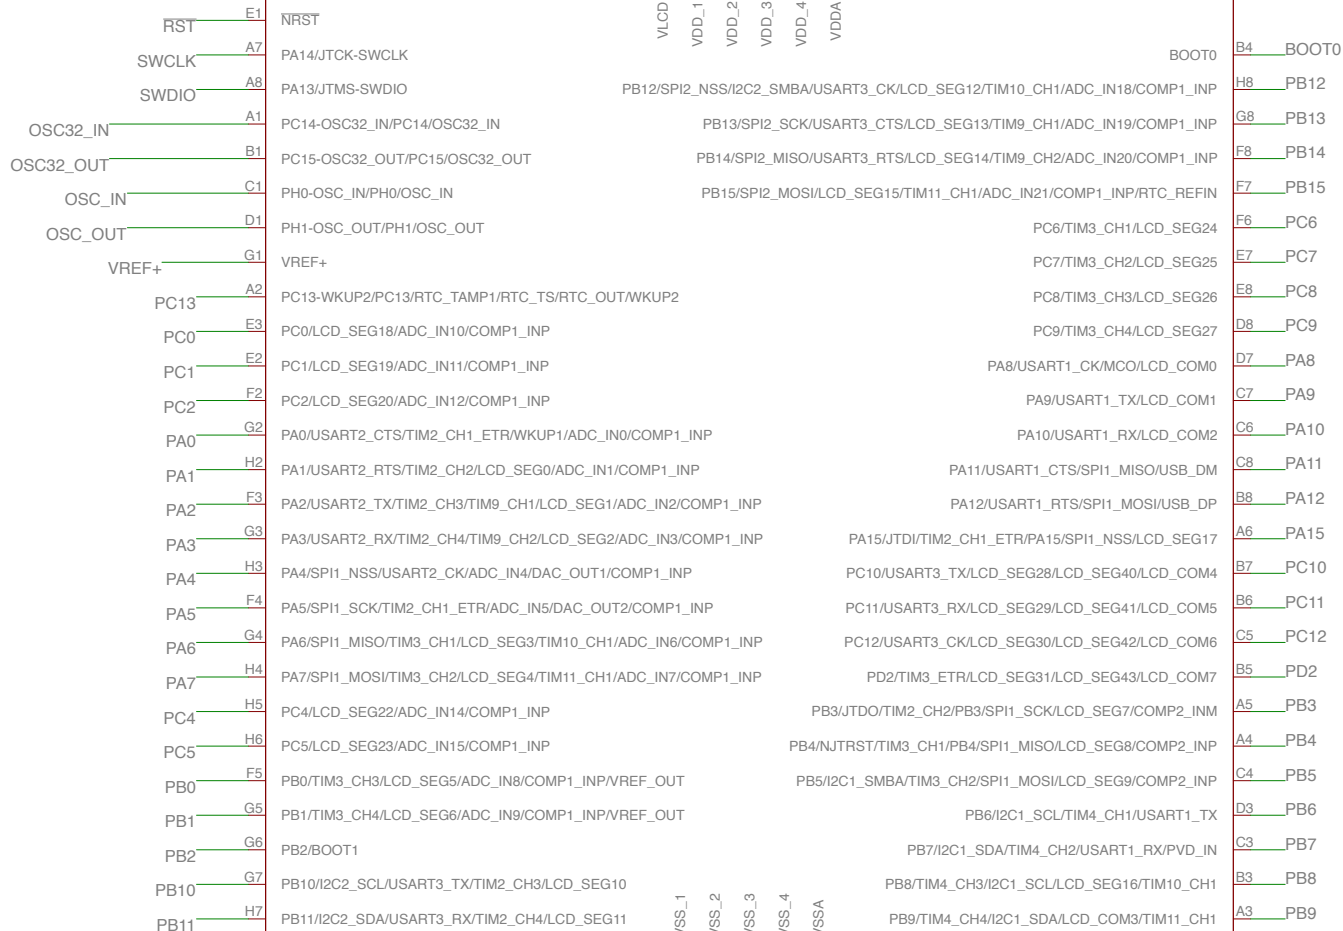 RST E1 NRST VLCD VDD_1 VDD_2 VDD_3 VDD_4 VDDA
SWCLK A7 PA14/JTCK-SWCLK BOOT0 B4 BOOT0
SWDIO A8 PA13/JTMS-SWDIO PB12/SPI2_NSS/I2C2_SMBA/USART3_CK/LCD_SEG12/TIM10_CH1/ADC_IN18/COMP1_INP H8 PB12
OSC32_IN A1 PC14-OSC32_IN/PC14/OSC32_IN PB13/SPI2_SCK/USART3_CTS/LCD_SEG13/TIM9_CH1/ADC_IN19/COMP1_INP G8 PB13
OSC32_OUT B1 PC15-OSC32_OUT/PC15/OSC32_OUT PB14/SPI2_MISO/USART3_RTS/LCD_SEG14/TIM9_CH2/ADC_IN20/COMP1_INP F8 PB14
OSC_IN C1 PH0-OSC_IN/PH0/OSC_IN PB15/SPI2_MOSI/LCD_SEG15/TIM11_CH1/ADC_IN21/COMP1_INP/RTC_REFIN F7 PB15
OSC_OUT D1 PH1-OSC_OUT/PH1/OSC_OUT PC6/TIM3_CH1/LCD_SEG24 F6 PC6
VREF+ G1 VREF+ PC7/TIM3_CH2/LCD_SEG25 E7 PC7
PC13 A2 PC13-WKUP2/PC13/RTC_TAMP1/RTC_TS/RTC_OUT/WKUP2 PC8/TIM3_CH3/LCD_SEG26 E8 PC8
PC0 E3 PC0/LCD_SEG18/ADC_IN10/COMP1_INP PC9/TIM3_CH4/LCD_SEG27 D8 PC9
PC1 E2 PC1/LCD_SEG19/ADC_IN11/COMP1_INP PA8/USART1_CK/MCO/LCD_COM0 D7 PA8
PC2 F2 PC2/LCD_SEG20/ADC_IN12/COMP1_INP PA9/USART1_TX/LCD_COM1 C7 PA9
PA0 G2 PA0/USART2_CTS/TIM2_CH1_ETR/WKUP1/ADC_IN0/COMP1_INP PA10/USART1_RX/LCD_COM2 C6 PA10
PA1 H2 PA1/USART2_RTS/TIM2_CH2/LCD_SEG0/ADC_IN1/COMP1_INP PA11/USART1_CTS/SPI1_MISO/USB_DM C8 PA11
PA2 F3 PA2/USART2_TX/TIM2_CH3/TIM9_CH1/LCD_SEG1/ADC_IN2/COMP1_INP PA12/USART1_RTS/SPI1_MOSI/USB_DP B8 PA12
PA3 G3 PA3/USART2_RX/TIM2_CH4/TIM9_CH2/LCD_SEG2/ADC_IN3/COMP1_INP PA15/JTDI/TIM2_CH1_ETR/PA15/SPI1_NSS/LCD_SEG17 A6 PA15
PA4 H3 PA4/SPI1_NSS/USART2_CK/ADC_IN4/DAC_OUT1/COMP1_INP PC10/USART3_TX/LCD_SEG28/LCD_SEG40/LCD_COM4 B7 PC10
PA5 F4 PA5/SPI1_SCK/TIM2_CH1_ETR/ADC_IN5/DAC_OUT2/COMP1_INP PC11/USART3_RX/LCD_SEG29/LCD_SEG41/LCD_COM5 B6 PC11
PA6 G4 PA6/SPI1_MISO/TIM3_CH1/LCD_SEG3/TIM10_CH1/ADC_IN6/COMP1_INP PC12/USART3_CK/LCD_SEG30/LCD_SEG42/LCD_COM6 C5 PC12
PA7 H4 PA7/SPI1_MOSI/TIM3_CH2/LCD_SEG4/TIM11_CH1/ADC_IN7/COMP1_INP PD2/TIM3_ETR/LCD_SEG31/LCD_SEG43/LCD_COM7 B5 PD2
PC4 H5 PC4/LCD_SEG22/ADC_IN14/COMP1_INP PB3/JTDO/TIM2_CH2/PB3/SPI1_SCK/LCD_SEG7/COMP2_INM A5 PB3
PC5 H6 PC5/LCD_SEG23/ADC_IN15/COMP1_INP PB4/NJTRST/TIM3_CH1/PB4/SPI1_MISO/LCD_SEG8/COMP2_INP A4 PB4
PB0 F5 PB0/TIM3_CH3/LCD_SEG5/ADC_IN8/COMP1_INP/VREF_OUT PB5/I2C1_SMBA/TIM3_CH2/SPI1_MOSI/LCD_SEG9/COMP2_INP C4 PB5
PB1 G5 PB1/TIM3_CH4/LCD_SEG6/ADC_IN9/COMP1_INP/VREF_OUT PB6/I2C1_SCL/TIM4_CH1/USART1_TX D3 PB6
PB2 G6 PB2/BOOT1 PB7/I2C1_SDA/TIM4_CH2/USART1_RX/PVD_IN C3 PB7
PB10 G7 PB10/I2C2_SCL/USART3_TX/TIM2_CH3/LCD_SEG10 PB8/TIM4_CH3/I2C1_SCL/LCD_SEG16/TIM10_CH1 B3 PB8
PB11 H7 PB11/I2C2_SDA/USART3_RX/TIM2_CH4/LCD_SEG11 VSS_1 VSS_2 VSS_3 VSS_4 VSSA PB9/TIM4_CH4/I2C1_SDA/LCD_COM3/TIM11_CH1 A3 PB9